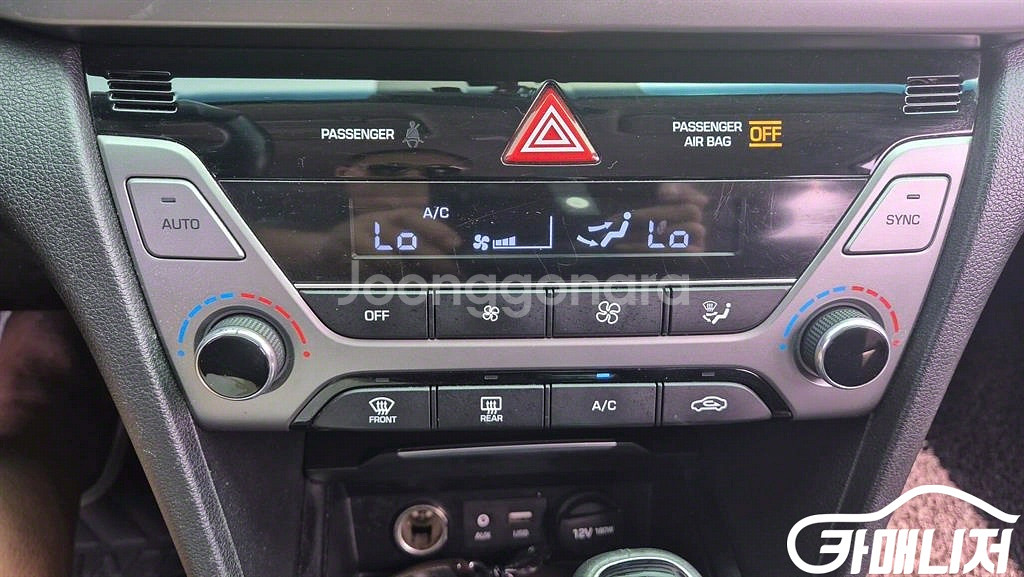 PASSENGER
PASSENGER
AIR BAG OFF
AUTO
A/C
Lo
Lo
SYNC
Joonggonara
OFF
FRONT
REAR
A/C
AUX
USB
12V 180W
카매니저